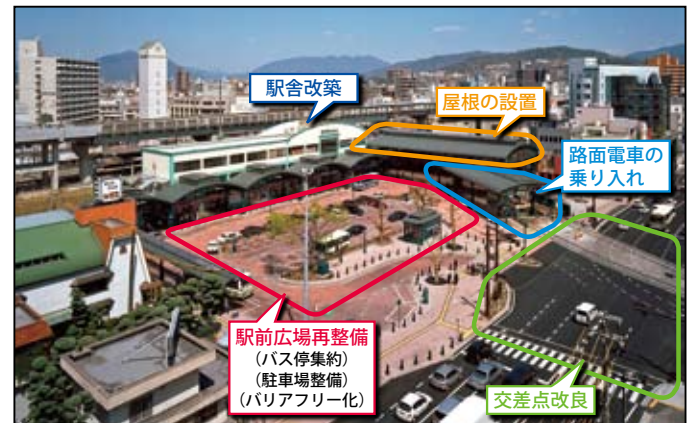 駅舎改築
屋根の設置
路面電車の
乗り入れ
駅前広場再整備
(バス停集約)
(駐車場整備)
(バリアフリー化)
交差点改良